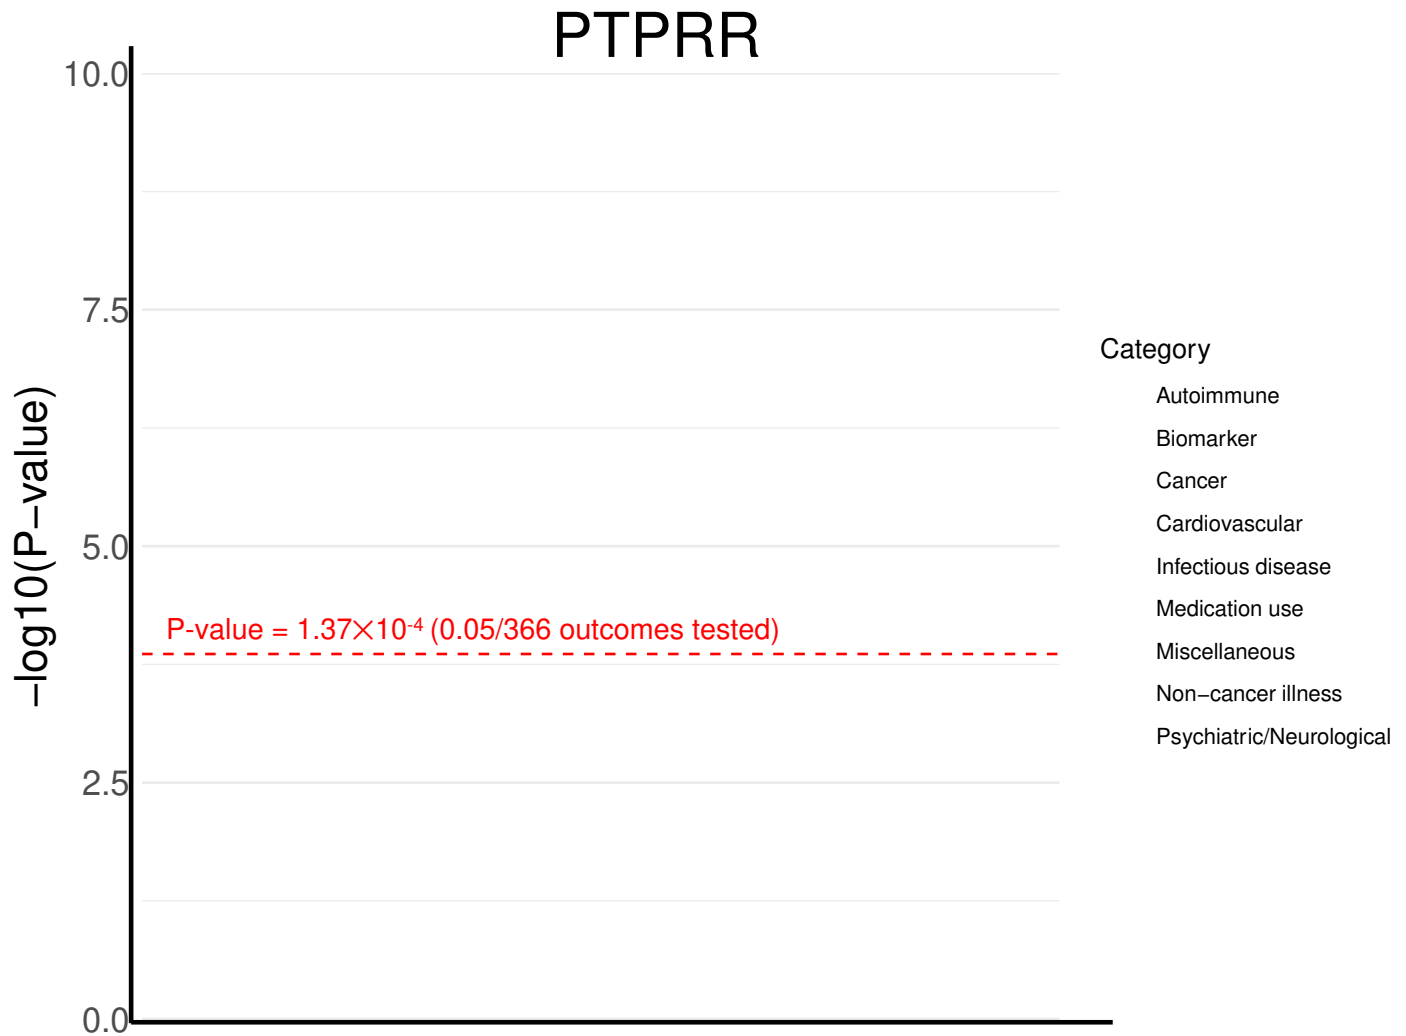 PTPRR
10.0
7.5
5.0
2.5
0.0
−log10(P−value)
P-value = 1.37×10-4 (0.05/366 outcomes tested)
Category
Autoimmune
Biomarker
Cancer
Cardiovascular
Infectious disease
Medication use
Miscellaneous
Non−cancer illness
Psychiatric/Neurological